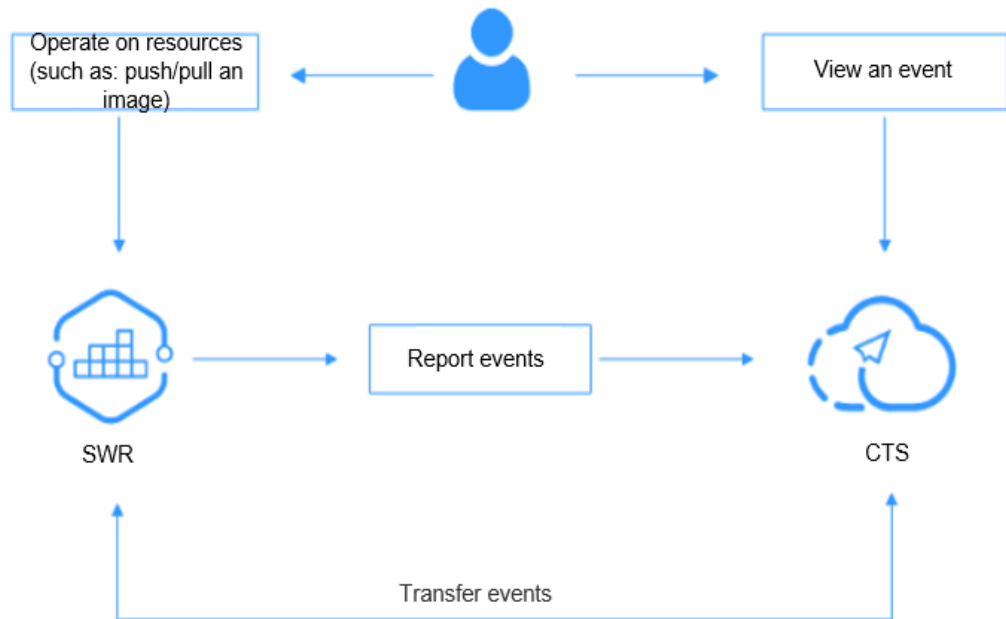 Operate on resources
(such as: push/pull an
image)
View an event
Report events
SWR
CTS
Transfer events